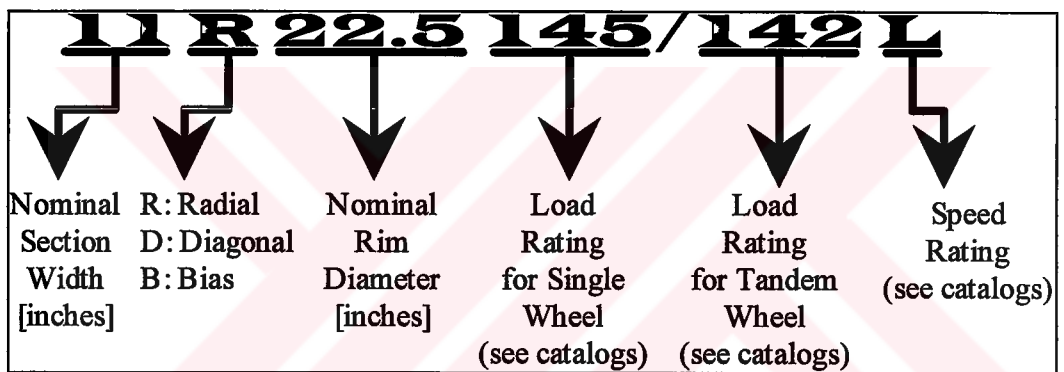 11 R 22.5 145/142 L
Nominal
Section
Width
[inches]
R: Radial
D: Diagonal
B: Bias
Nominal
Rim
Diameter
[inches]
Load
Rating
for Single
Wheel
(see catalogs)
Load
Rating
for Tandem
Wheel
(see catalogs)
Speed
Rating
(see catalogs)